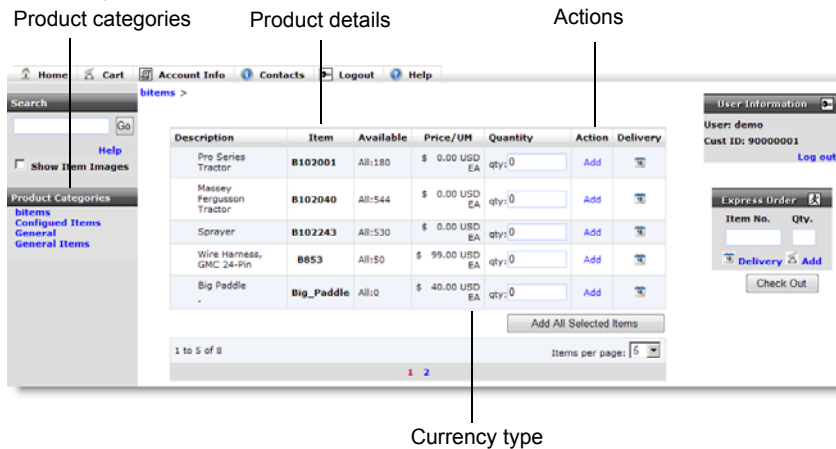 Product categories
Product details
Actions
Home Cart Account Info Contacts Logout Help
bitems >
Search
Go
Help
Show Item Images
Product Categories
bitems
Configued Items
General
General Items
Description Item Available Price/UM Quantity Action Delivery
Pro Series
Tractor
B102001 All:180 $ 0.00 USD
EA
qty: 0 Add
Massey
Fergusson
Tractor
B102040 All:544 $ 0.00 USD
EA
qty: 0 Add
Sprayer B102243 All:530 $ 0.00 USD
EA
qty: 0 Add
Wire Harness,
GMC 24-Pin
B853 All:50 $ 99.00 USD
EA
qty: 0 Add
Big Paddle
.
Big_Paddle All:0 $ 40.00 USD
EA
qty: 0 Add
Add All Selected Items
1 to 5 of 8
Items per page: 5
1 2
User Information
User: demo
Cust ID: 90000001
Log out
Express Order
Item No. Qty.
Delivery Add
Check Out
Currency type